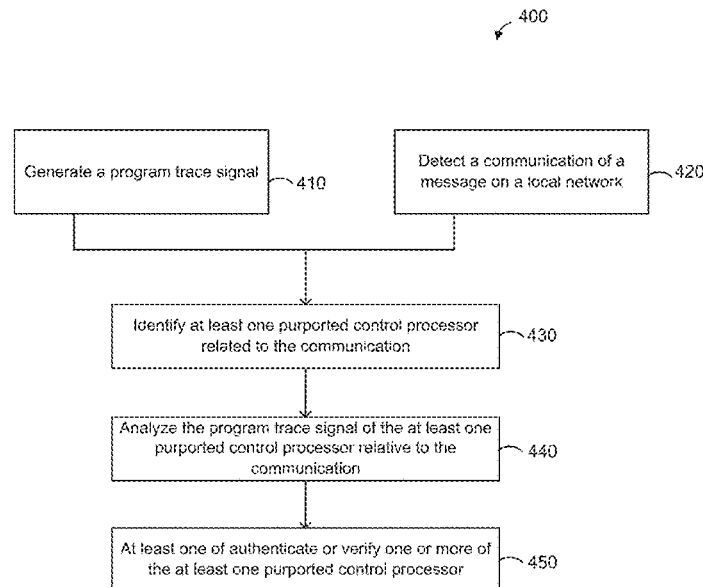 400
Generate a program trace signal
410
Detect a communication of a
message on a local network
420
Identify at least one purported control processor
related to the communication
430
Analyze the program trace signal of the at least one
purported control processor relative to the
communication
440
At least one of authenticate or verify one or more of
the at least one purported control processor
450